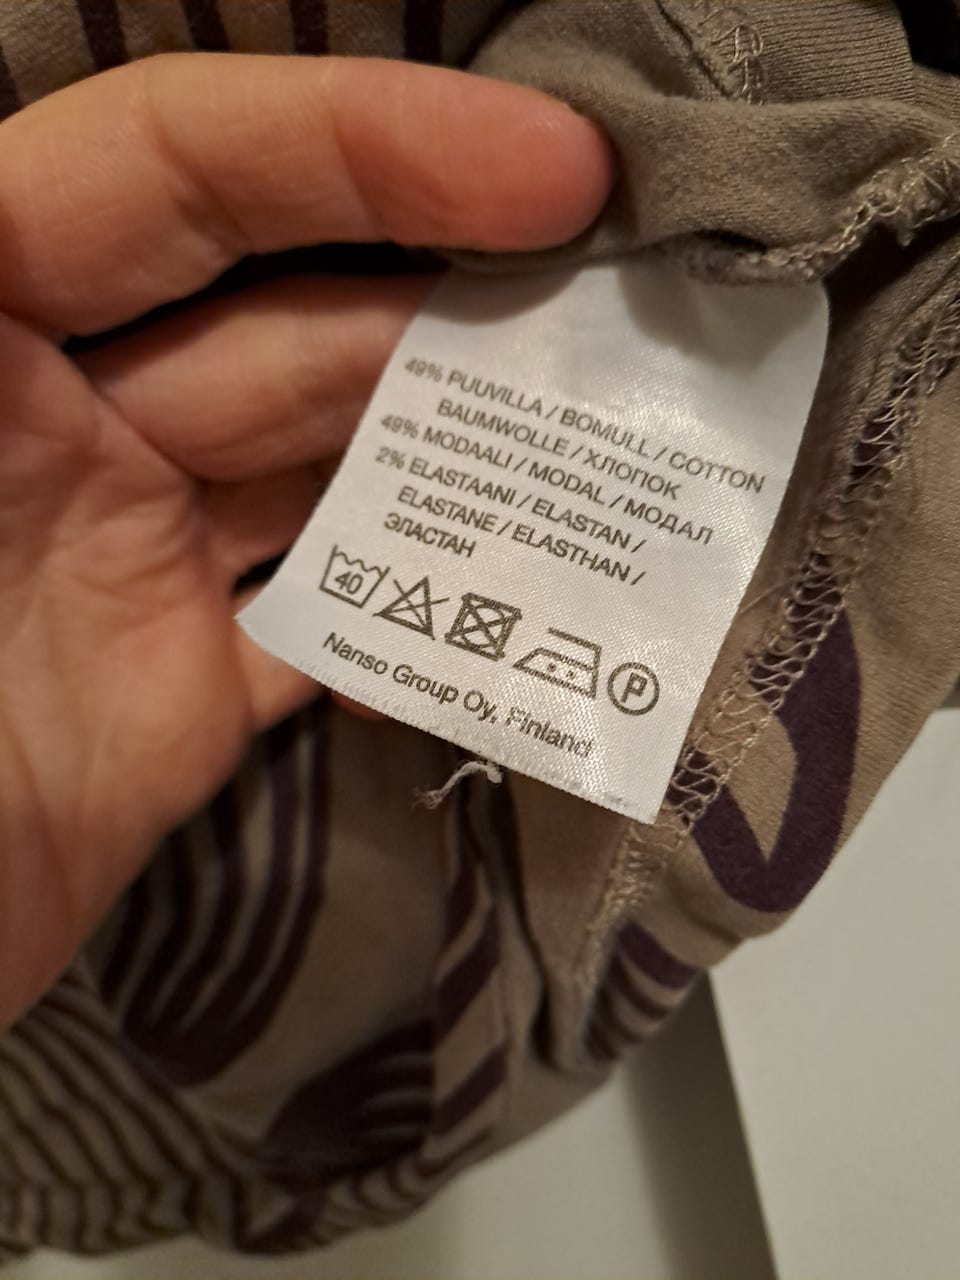 49% PUUVILLA / BOMULL / COTTON
BAUMWOLLE / ХЛОПОК
49% MODAALI / MODAL / МОДАЛ
2% ELASTAANI / ELASTAN /
ELASTANE / ELASTHAN /
ЭЛАСТАН
40
P
Nanso Group Oy, Finland